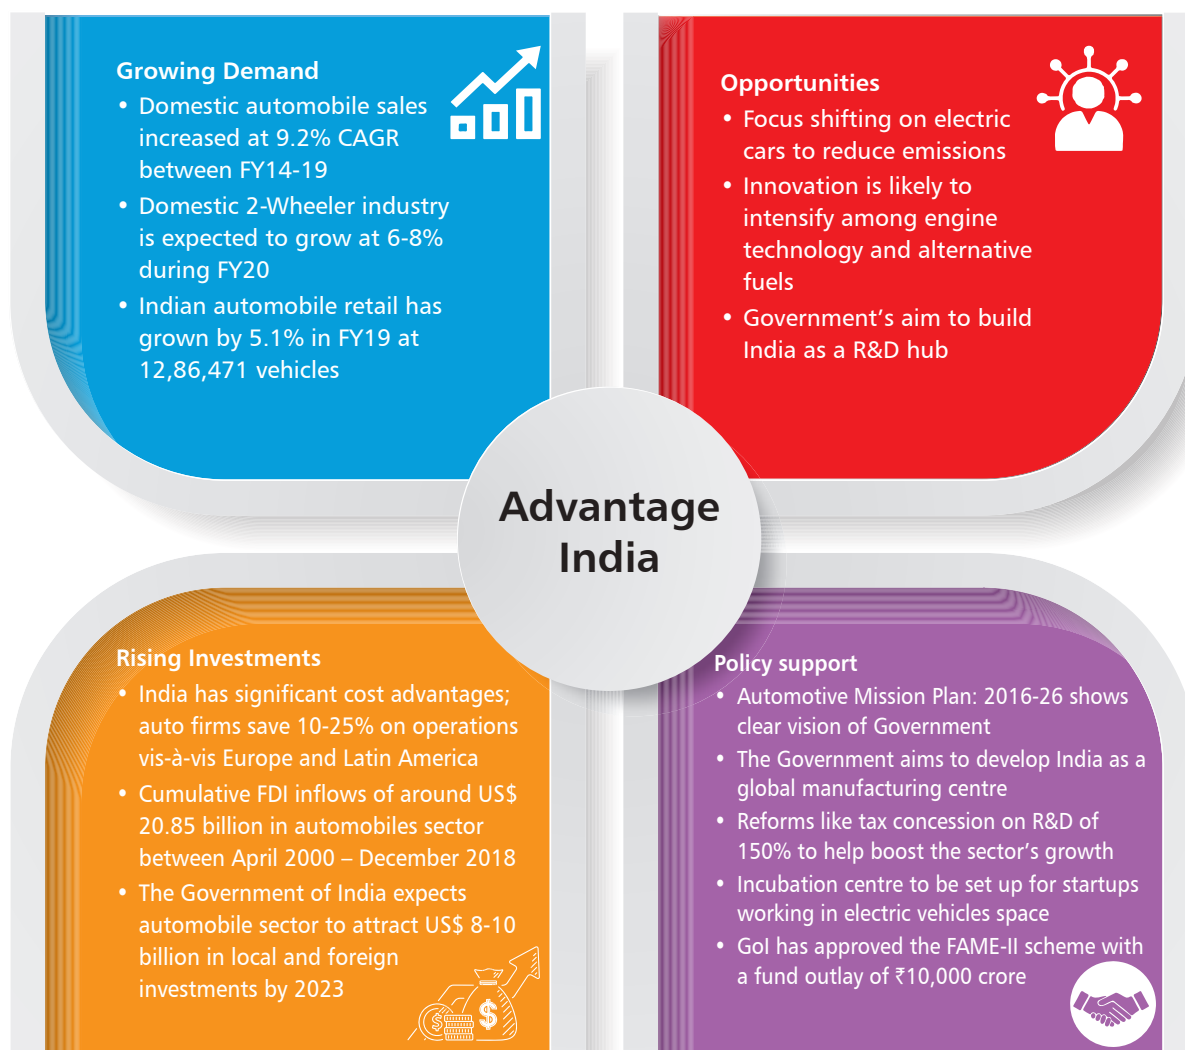 Growing Demand
• Domestic automobile sales
increased at 9.2% CAGR
between FY14-19
• Domestic 2-Wheeler industry
is expected to grow at 6-8%
during FY20
• Indian automobile retail has
grown by 5.1% in FY19 at
12,86,471 vehicles
Opportunities
• Focus shifting on electric
cars to reduce emissions
• Innovation is likely to
intensify among engine
technology and alternative
fuels
• Government’s aim to build
India as a R&D hub
Advantage
India
Rising Investments
• India has significant cost advantages;
auto firms save 10-25% on operations
vis-à-vis Europe and Latin America
• Cumulative FDI inflows of around US$
20.85 billion in automobiles sector
between April 2000 – December 2018
• The Government of India expects
automobile sector to attract US$ 8-10
billion in local and foreign
investments by 2023
$
$
Policy support
• Automotive Mission Plan: 2016-26 shows
clear vision of Government
• The Government aims to develop India as a
global manufacturing centre
• Reforms like tax concession on R&D of
150% to help boost the sector’s growth
• Incubation centre to be set up for startups
working in electric vehicles space
• GoI has approved the FAME-II scheme with
a fund outlay of ₹10,000 crore